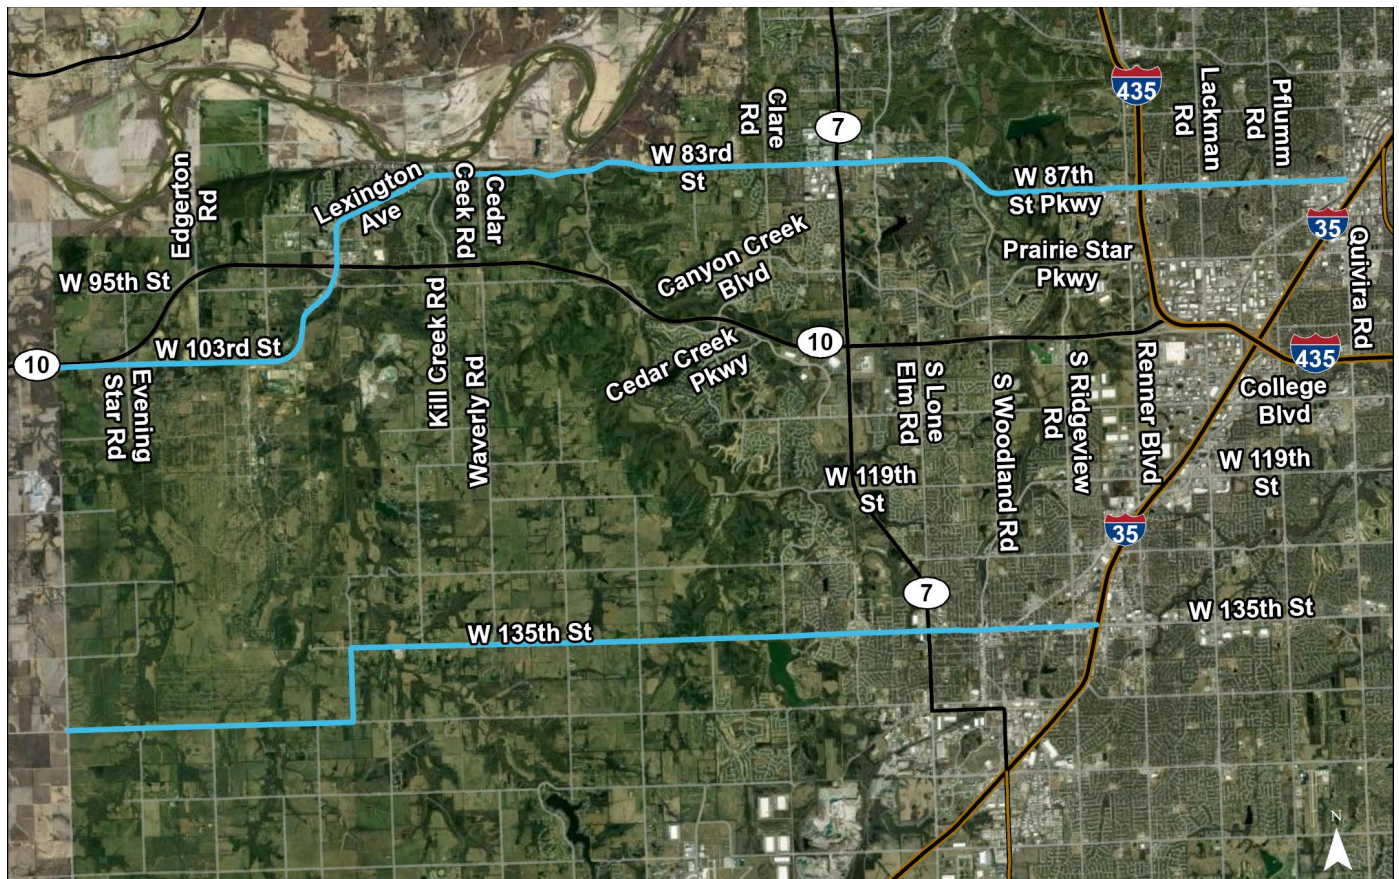 435
Lackman
Rd
Pflumm
Rd
Clare
Rd
7
W 83rd
St
Edgerton
Rd
Lexington
Ave
Cedar
Ceek Rd
W 87th
St Pkwy
35
Quivira Rd
Prairie Star
Pkwy
Canyon Creek
Blvd
W 95th St
W 103rd St
10
Evening
Star Rd
Kill Creek Rd
Waverly Rd
Cedar Creek
Pkwy
10
S Lone
Elm Rd
S Woodland Rd
S Ridgeview
Rd
Renner Blvd
435
College
Blvd
W 119th
St
W 119th
St
35
7
W 135th St
W 135th St
N